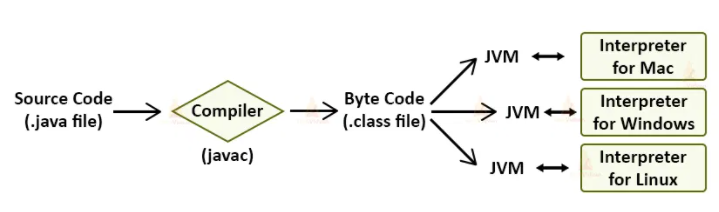 Source Code
(.java file)
Compiler
(javac)
Byte Code
(.class file)
JVM
Interpreter
for Mac
JVM
Interpreter
for Windows
JVM
Interpreter
for Linux